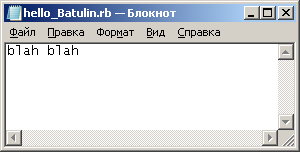 hello_Batulin.rb — Блокнот
Файл Правка Формат Вид Справка
blah blah